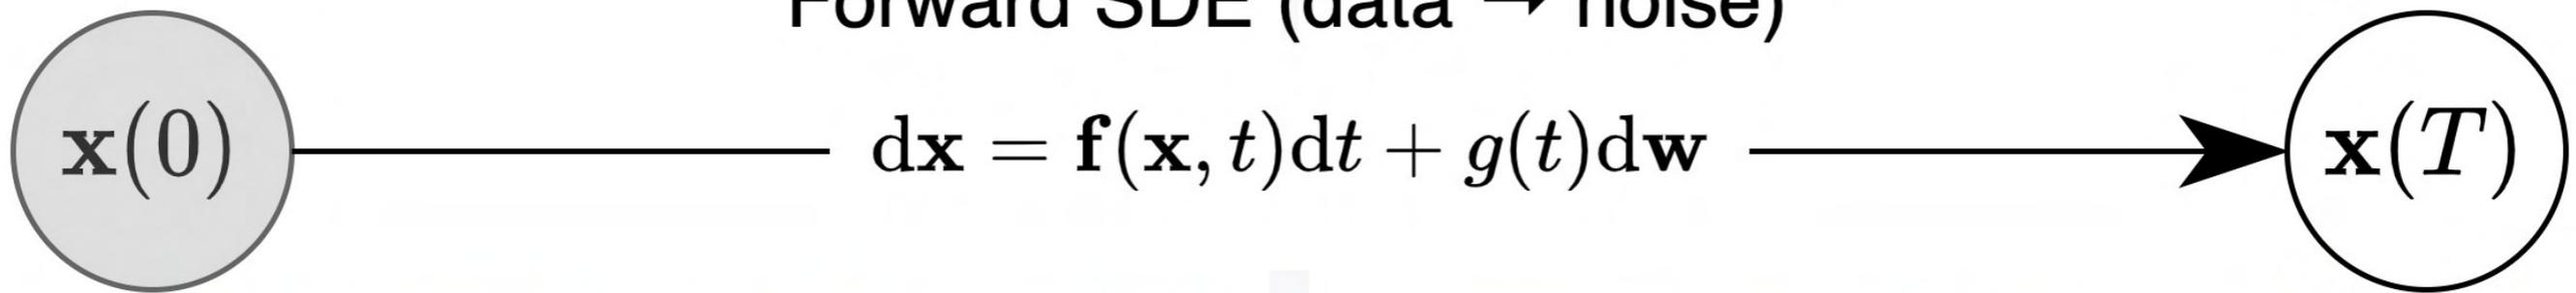 Forward SDE (data → noise)
x(0) dx = f(x, t)dt + g(t)dw x(T)